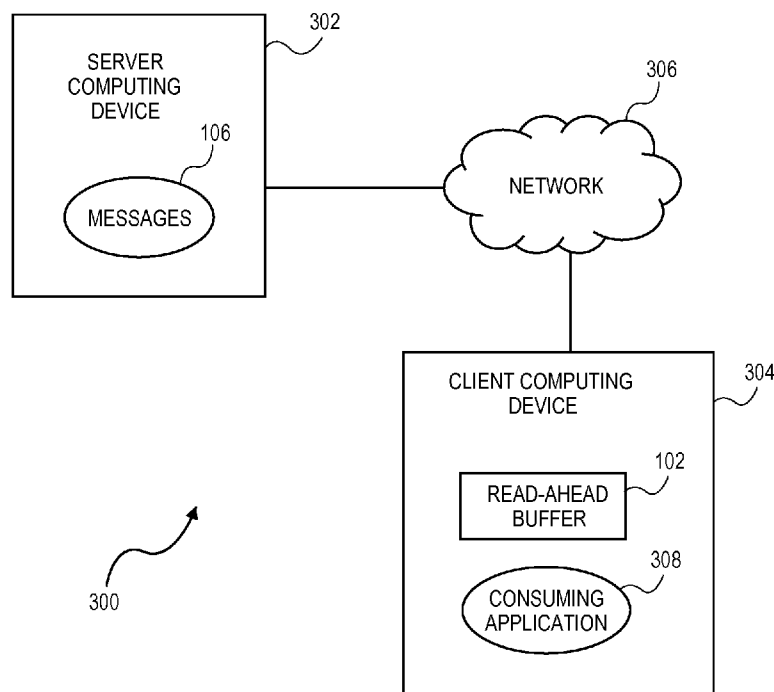 302
SERVER
COMPUTING
DEVICE
106
MESSAGES
306
NETWORK
CLIENT COMPUTING
DEVICE
304
102
READ-AHEAD
BUFFER
308
CONSUMING
APPLICATION
300